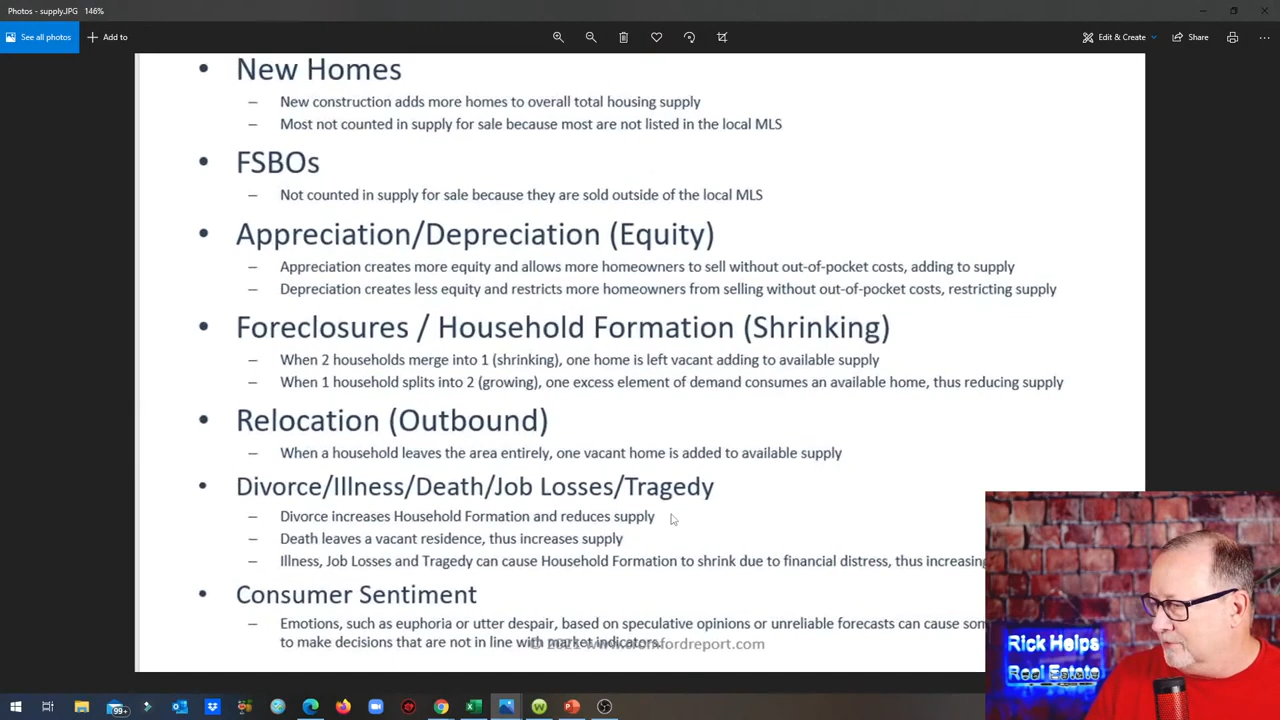 Photos - supply.JPG 146%
See all photos
Add to
Edit & Create
Share
• New Homes
– New construction adds more homes to overall total housing supply
– Most not counted in supply for sale because most are not listed in the local MLS
• FSBOs
– Not counted in supply for sale because they are sold outside of the local MLS
• Appreciation/Depreciation (Equity)
– Appreciation creates more equity and allows more homeowners to sell without out-of-pocket costs, adding to supply
– Depreciation creates less equity and restricts more homeowners from selling without out-of-pocket costs, restricting supply
• Foreclosures / Household Formation (Shrinking)
– When 2 households merge into 1 (shrinking), one home is left vacant adding to available supply
– When 1 household splits into 2 (growing), one excess element of demand consumes an available home, thus reducing supply
• Relocation (Outbound)
– When a household leaves the area entirely, one vacant home is added to available supply
• Divorce/Illness/Death/Job Losses/Tragedy
– Divorce increases Household Formation and reduces supply
– Death leaves a vacant residence, thus increases supply
– Illness, Job Losses and Tragedy can cause Household Formation to shrink due to financial distress, thus increasing
• Consumer Sentiment
– Emotions, such as euphoria or utter despair, based on speculative opinions or unreliable forecasts can cause
to make decisions that are not in line with market indicators.
Rick Helps
Real Estate
99+